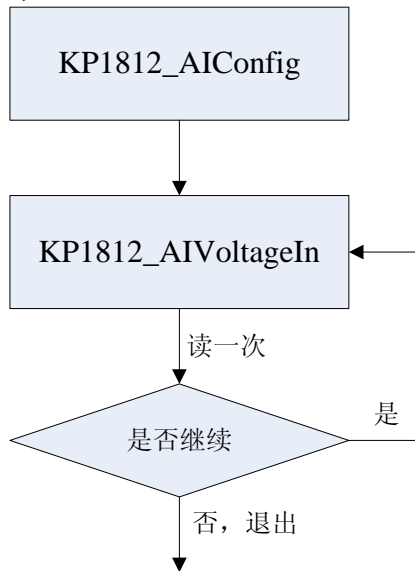 KP1812_AIConfig
KP1812_AIVoltageIn
读一次
是否继续
是
否，退出